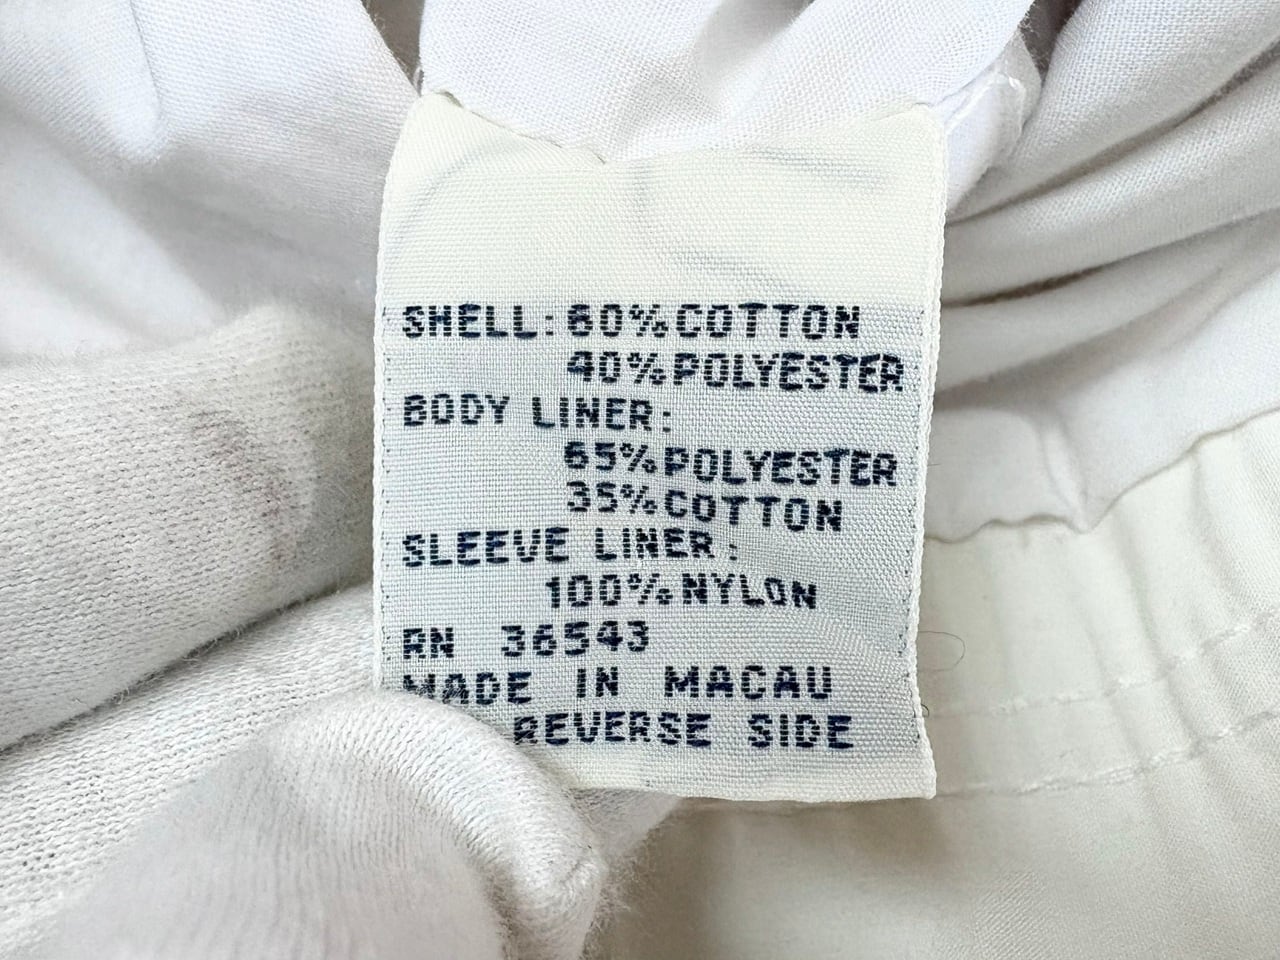 SHELL: 60% COTTON
40% POLYESTER
BODY LINER:
65% POLYESTER
35% COTTON
SLEEVE LINER:
100% NYLON
RN 36543
MADE IN MACAU
REVERSE SIDE